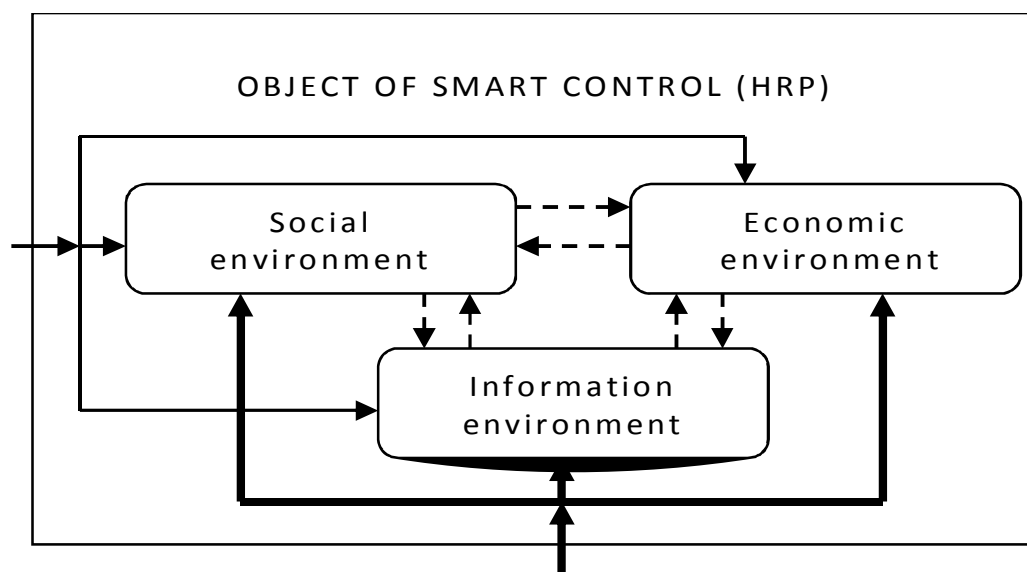 OBJECT OF SMART CONTROL (HRP)
Social
environment
Economic
environment
Information
environment